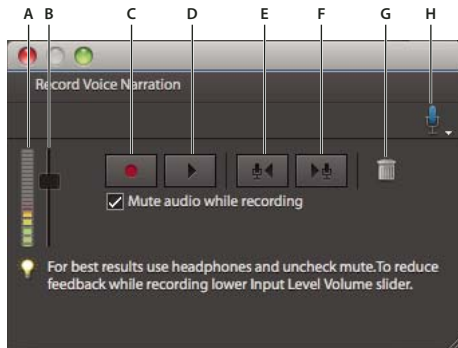 A B C D E F G H
Record Voice Narration
Mute audio while recording
For best results use headphones and uncheck mute.To reduce
feedback while recording lower Input Level Volume slider.